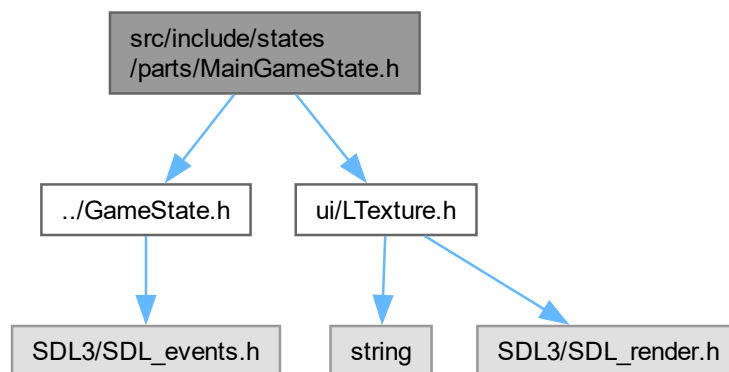 src/include/states
/parts/MainGameState.h
../GameState.h
ui/LTexture.h
SDL3/SDL_events.h
string
SDL3/SDL_render.h